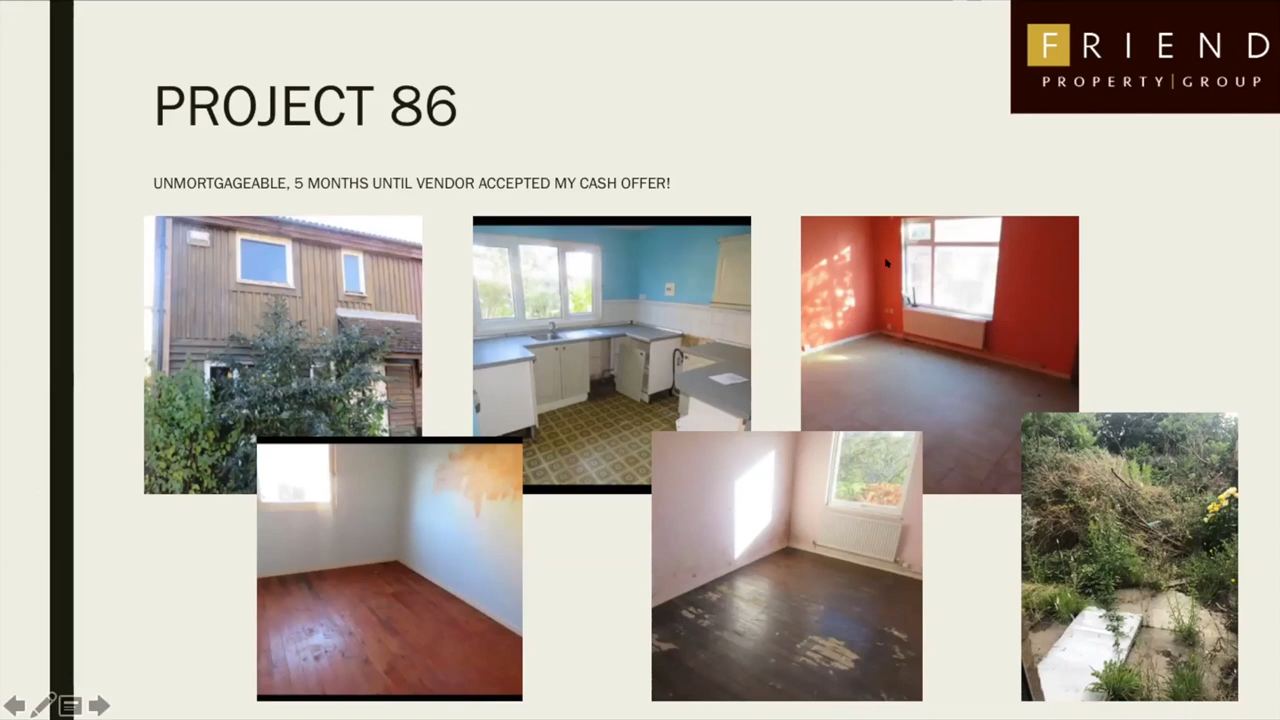 FRIEND
PROPERTY|GROUP
PROJECT 86
UNMORTGAGEABLE, 5 MONTHS UNTIL VENDOR ACCEPTED MY CASH OFFER!